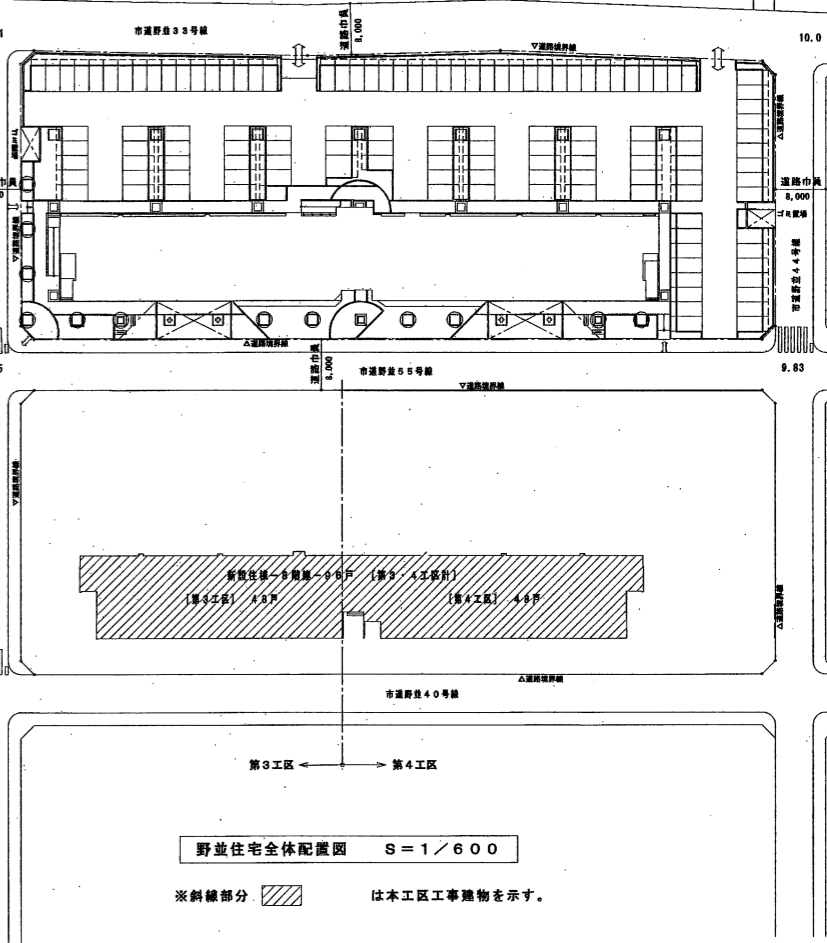 市道野並33号線
道路市員
8,000
▽道路境界線
10.0
△道路境界線
道路市員
8,000
ゴミ置場
市道野並44号線
▽道路境界線
△道路境界線
道路市員
8,000
市道野並55号線
9.83
▽道路境界線
▽道路境界線
新設住棟-8階建-96戸 [第3・4工区計]
[第3工区] 48戸
[第4工区] 48戸
△道路境界線
△道路境界線
市道野並40号線
第3工区
第4工区
野並住宅全体配置図 S=1/600
※斜線部分 は本工区工事建物を示す。